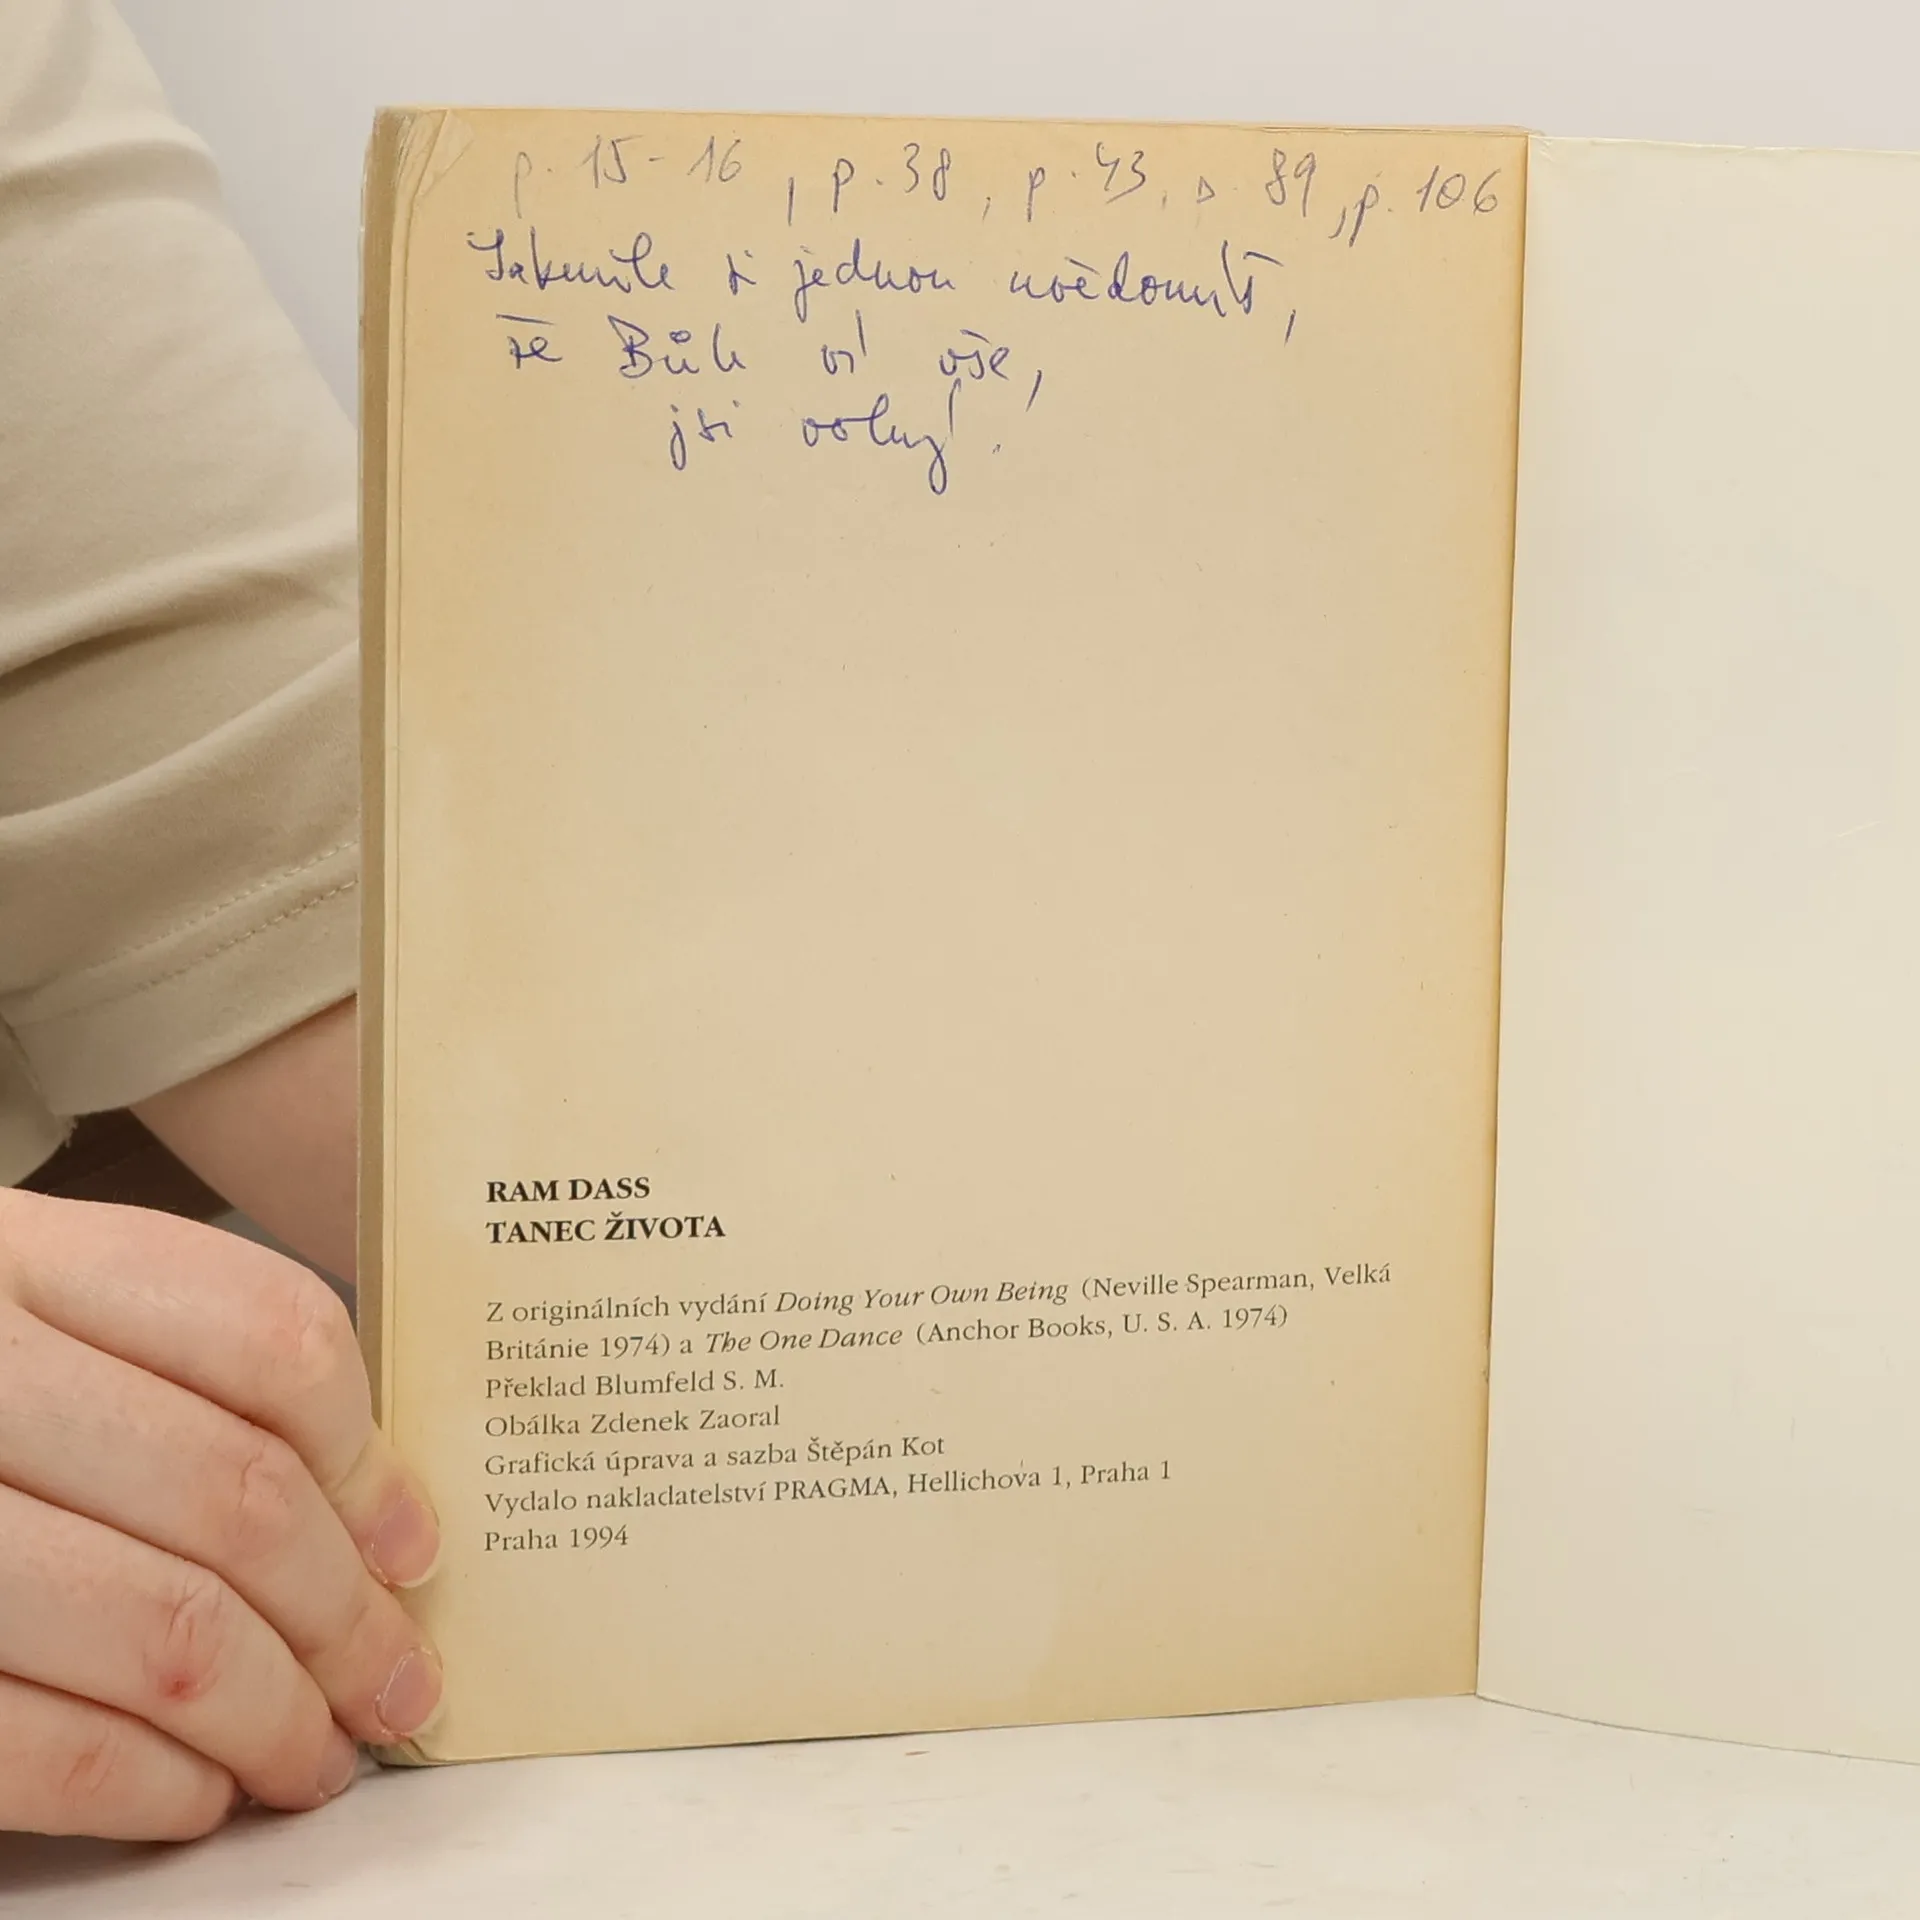 p. 15-16, p. 38, p. 43, s. 89, p. 106
Jakmile si jednou uvědomíš,
že Bůh ví vše,
jsi volný.
RAM DASS
TANEC ŽIVOTA
Z originálních vydání Doing Your Own Being (Neville Spearman, Velká
Británie 1974) a The One Dance (Anchor Books, U. S. A. 1974)
Překlad Blumfeld S. M.
Obálka Zdenek Zaoral
Grafická úprava a sazba Štěpán Kot
Vydalo nakladatelství PRAGMA, Hellichova 1, Praha 1
Praha 1994